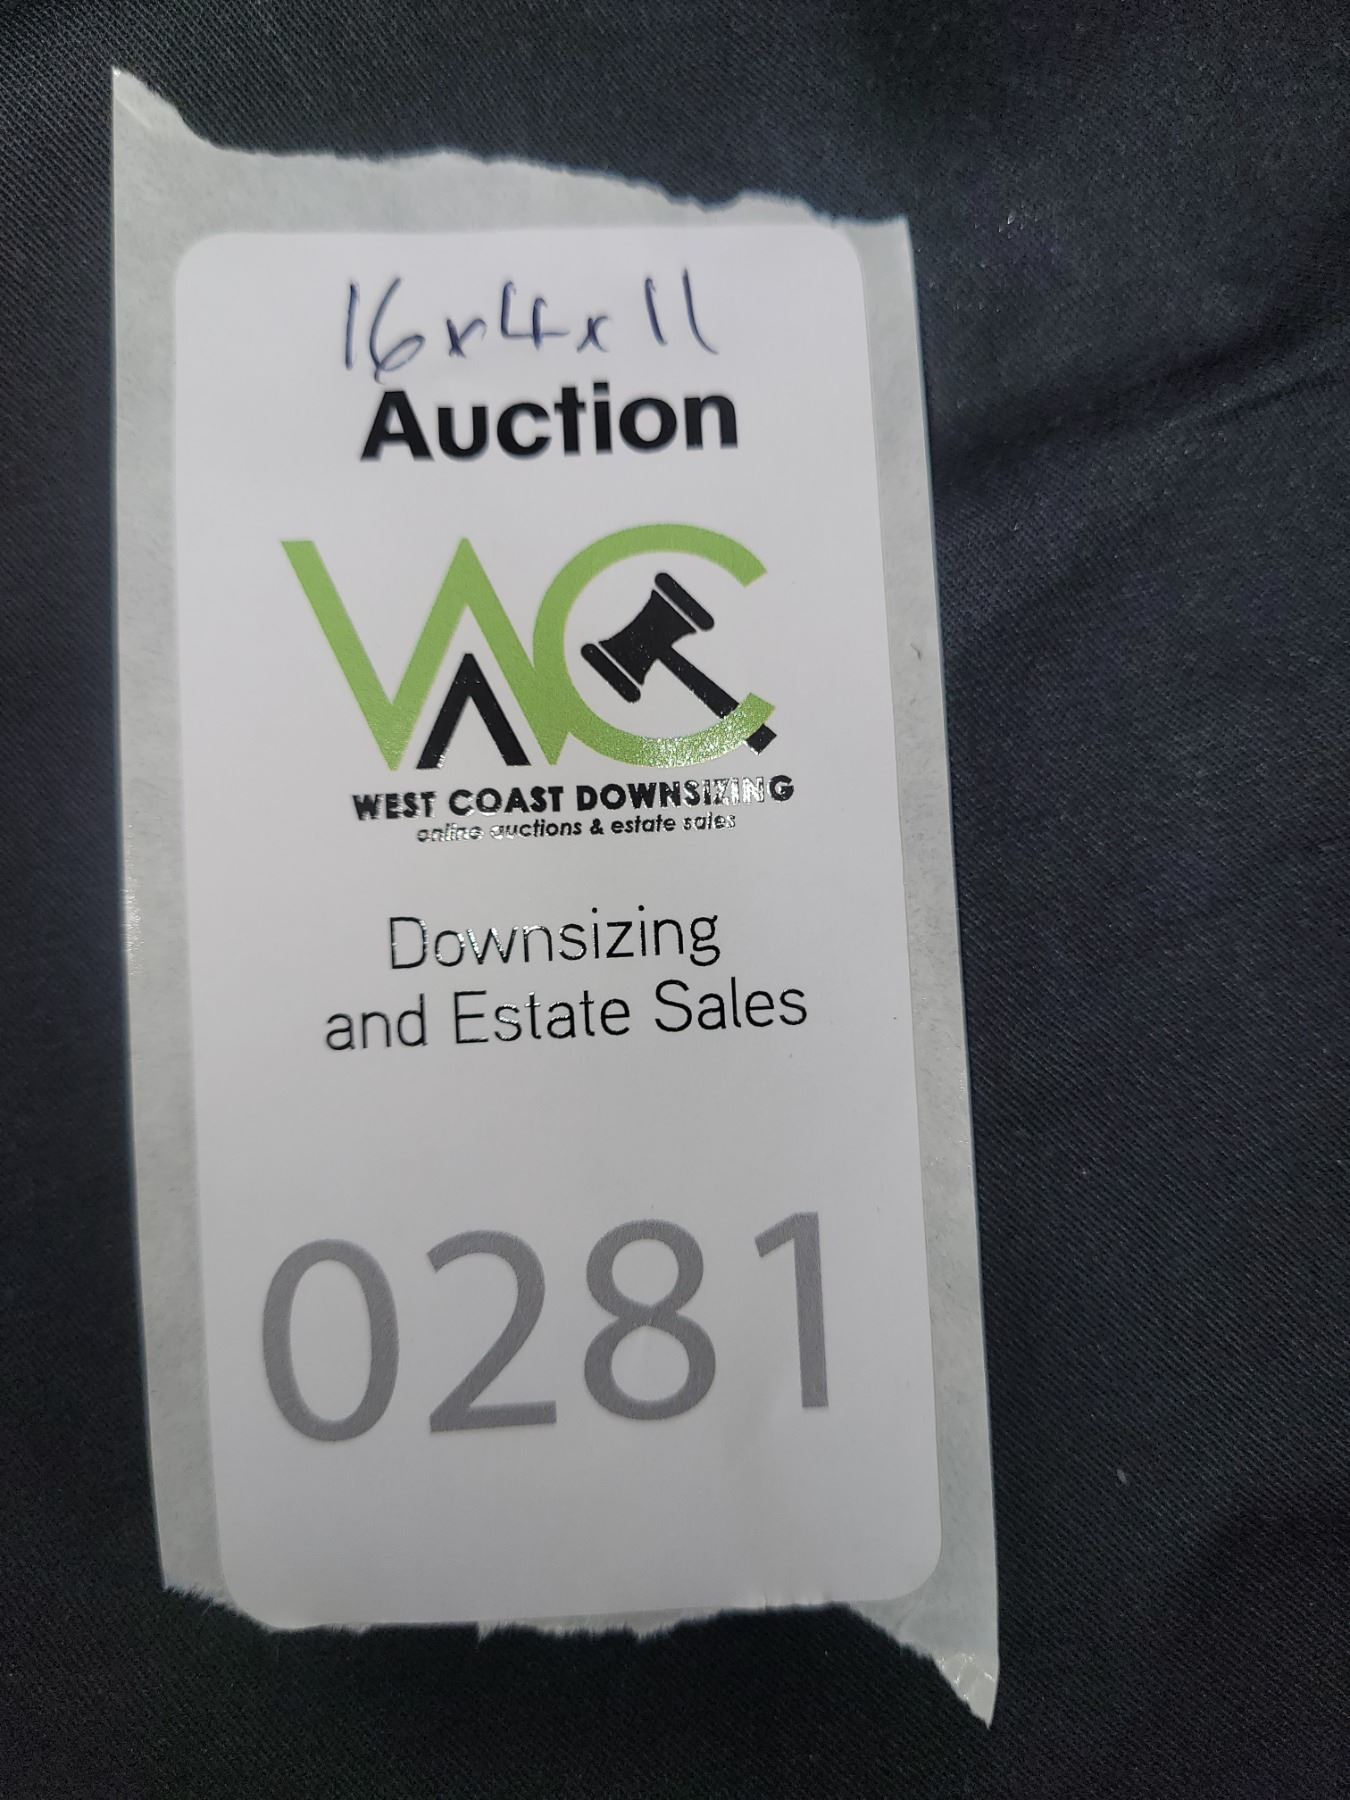 16x4x11
Auction
WC
WEST COAST DOWNSIZING
online auctions & estate sales
Downsizing
and Estate Sales
0281